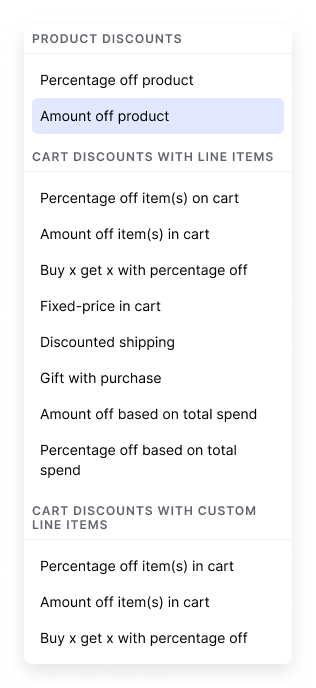 PRODUCT DISCOUNTS
Percentage off product
Amount off product
CART DISCOUNTS WITH LINE ITEMS
Percentage off item(s) on cart
Amount off item(s) in cart
Buy x get x with percentage off
Fixed-price in cart
Discounted shipping
Gift with purchase
Amount off based on total spend
Percentage off based on total
spend
CART DISCOUNTS WITH CUSTOM
LINE ITEMS
Percentage off item(s) in cart
Amount off item(s) in cart
Buy x get x with percentage off